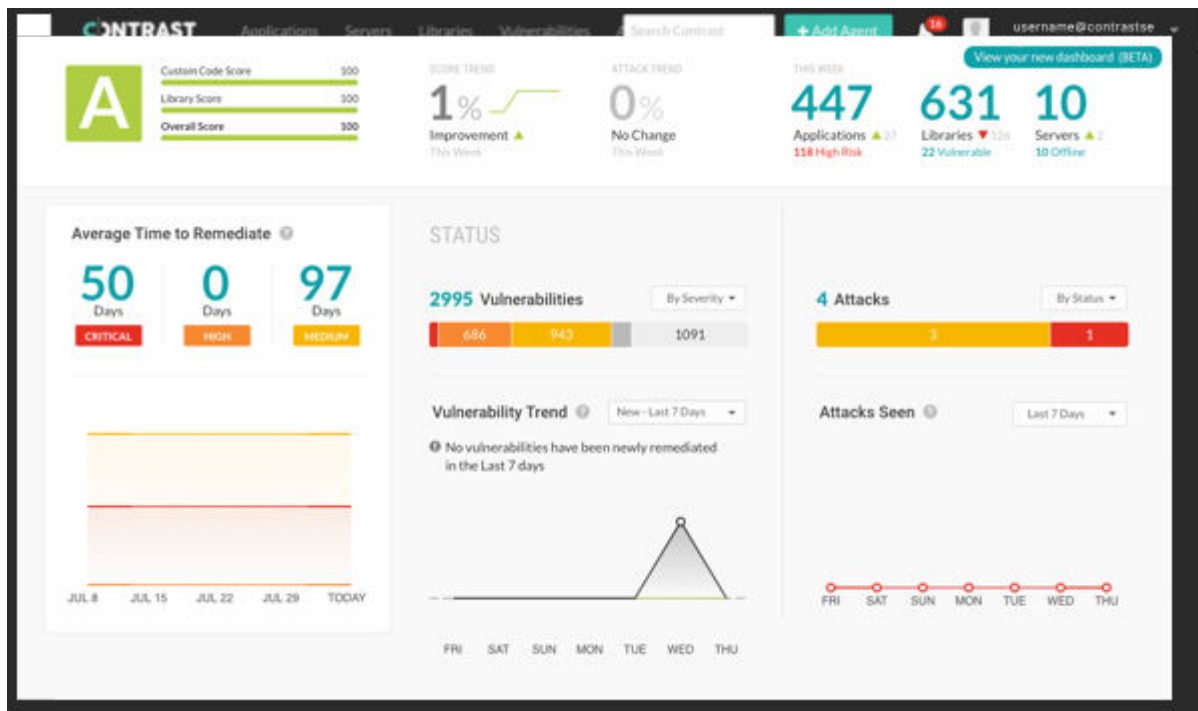 CONTRAST
Applications Servers Libraries Vulnerabilities Search Contrast + Add Agent 16 username@contrastse
View your new dashboard (BETA)
A
Custom Code Score 100
Library Score 100
Overall Score 100
SCORE TREND
1%
Improvement
This Week
ATTACK TREND
0%
No Change
This Week
THIS WEEK
447
Applications 27
118 High Risk
631
Libraries
22 Vulnerable
10
Servers 2
10 Offline
Average Time to Remediate ?
50 0 97
Days Days Days
CRITICAL HIGH MEDIUM
JUL 8 JUL 15 JUL 22 JUL 29 TODAY
STATUS
2995 Vulnerabilities By Severity
686 943 1091
Vulnerability Trend ? New - Last 7 Days
No vulnerabilities have been newly remediated
in the Last 7 days
FRI SAT SUN MON TUE WED THU
4 Attacks By Status
3 1
Attacks Seen ? Last 7 Days
FRI SAT SUN MON TUE WED THU